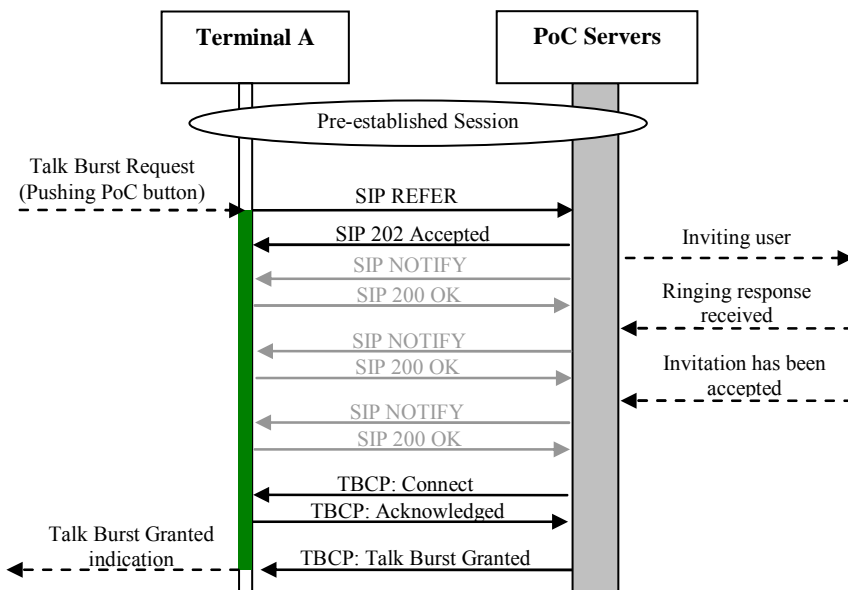 Terminal A
PoC Servers
Pre-established Session
Talk Burst Request
(Pushing PoC button)
SIP REFER
SIP 202 Accepted
Inviting user
SIP NOTIFY
SIP 200 OK
Ringing response
received
SIP NOTIFY
SIP 200 OK
Invitation has been
accepted
SIP NOTIFY
SIP 200 OK
TBCP: Connect
TBCP: Acknowledged
Talk Burst Granted
indication
TBCP: Talk Burst Granted